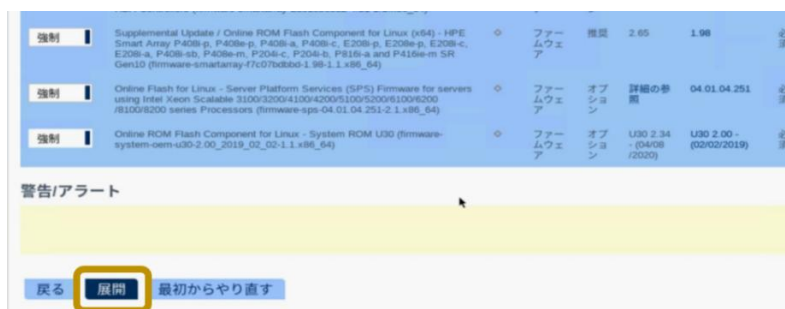 強制
Supplemental Update / Online ROM Flash Component for Linux (x64) - HPE
Smart Array P408i-p, P408e-p, P408i-a, P408i-c, E208i-p, E208e-p, E208i-c,
E208i-a, P408i-sb, P408e-m, P204i-c, P204i-b, P816i-a and P416ie-m SR
Gen10 (firmware-smartarray-f7c07bdbbd-1.98-1.1.x86_64)
ファー
ムウェ
ア
推奨
2.65
1.98
強制
Online Flash for Linux - Server Platform Services (SPS) Firmware for servers
using Intel Xeon Scalable 3100/3200/4100/4200/5100/5200/6100/6200
/8100/8200 series Processors (firmware-sps-04.01.04.251-2.1.x86_64)
ファー
ムウェ
ア
オプ
ショ
ン
詳細の参
照
04.01.04.251
強制
Online ROM Flash Component for Linux - System ROM U30 (firmware-
system-oem-u30-2.00_2019_02_02-1.1.x86_64)
ファー
ムウェ
ア
オプ
ショ
ン
U30 2.34
- (04/08
/2020)
U30 2.00 -
(02/02/2019)
警告/アラート
戻る
展開
最初からやり直す